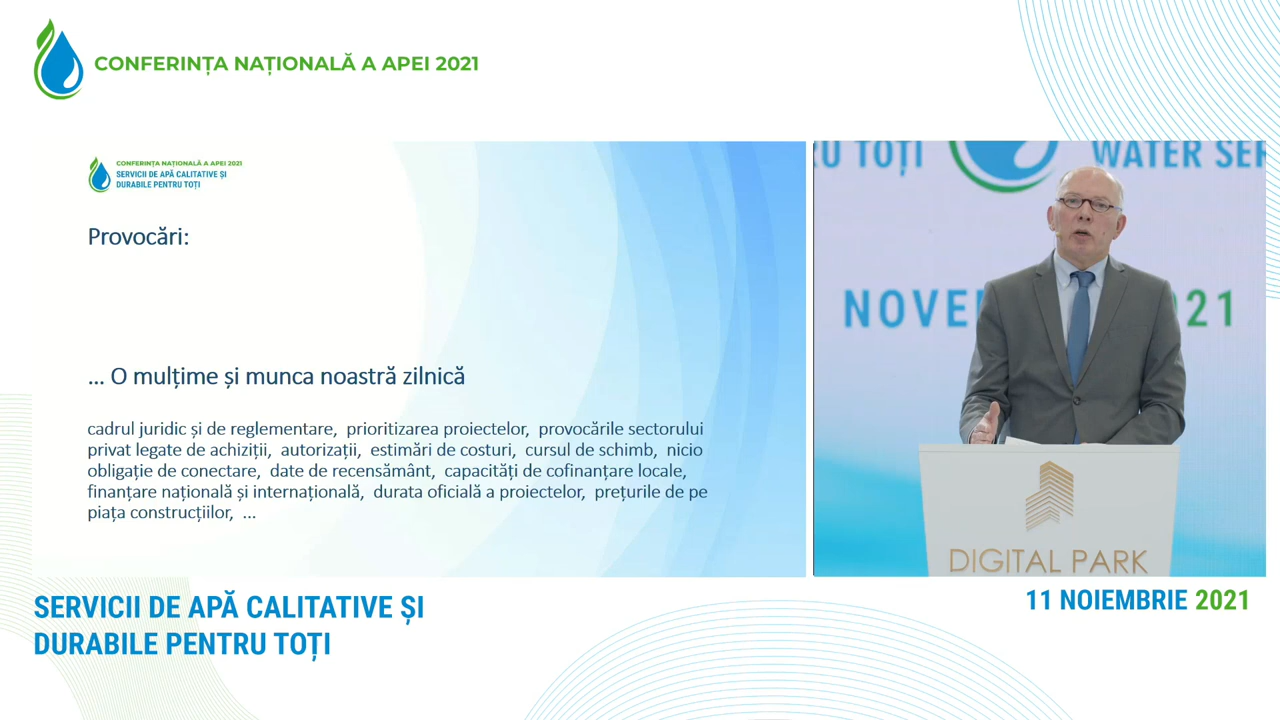 CONFERINȚA NAȚIONALĂ A APEI 2021
CONFERINȚA NAȚIONALĂ A APEI 2021
SERVICII DE APĂ CALITATIVE ȘI
DURABILE PENTRU TOȚI
Provocări:
... O mulțime și munca noastră zilnică
cadrul juridic și de reglementare, prioritizarea proiectelor, provocările sectorului
privat legate de achiziții, autorizații, estimări de costuri, cursul de schimb, nicio
obligație de conectare, date de recensământ, capacități de cofinanțare locale,
finanțare națională și internațională, durata oficială a proiectelor, prețurile de pe
piața construcțiilor, ...
RU TOȚI
WATER SER
NOVE 2021
DIGITAL PARK
SERVICII DE APĂ CALITATIVE ȘI
DURABILE PENTRU TOȚI
11 NOIEMBRIE 2021